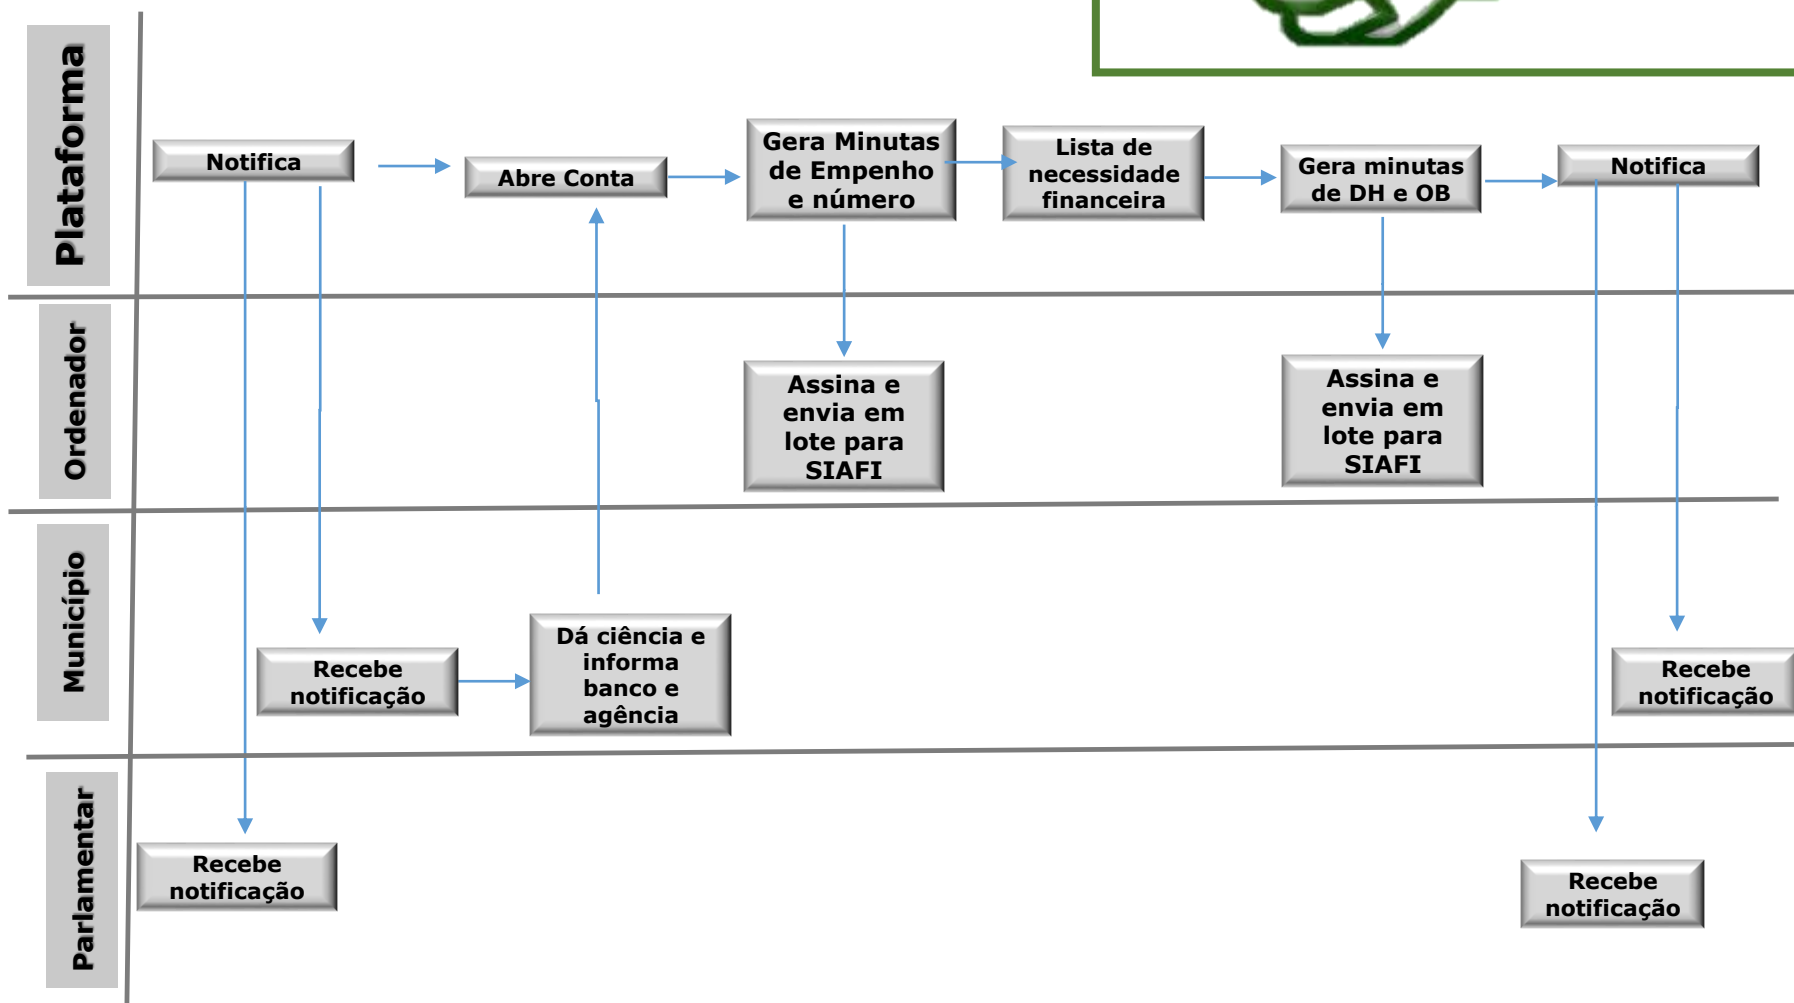 Plataforma
Notifica
Abre Conta
Gera Minutas
de Empenho
e número
Lista de
necessidade
financeira
Gera minutas
de DH e OB
Notifica
Ordenador
Assina e
envia em
lote para
SIAFI
Assina e
envia em
lote para
SIAFI
Município
Recebe
notificação
Dá ciência e
informa
banco e
agência
Recebe
notificação
Parlamentar
Recebe
notificação
Recebe
notificação